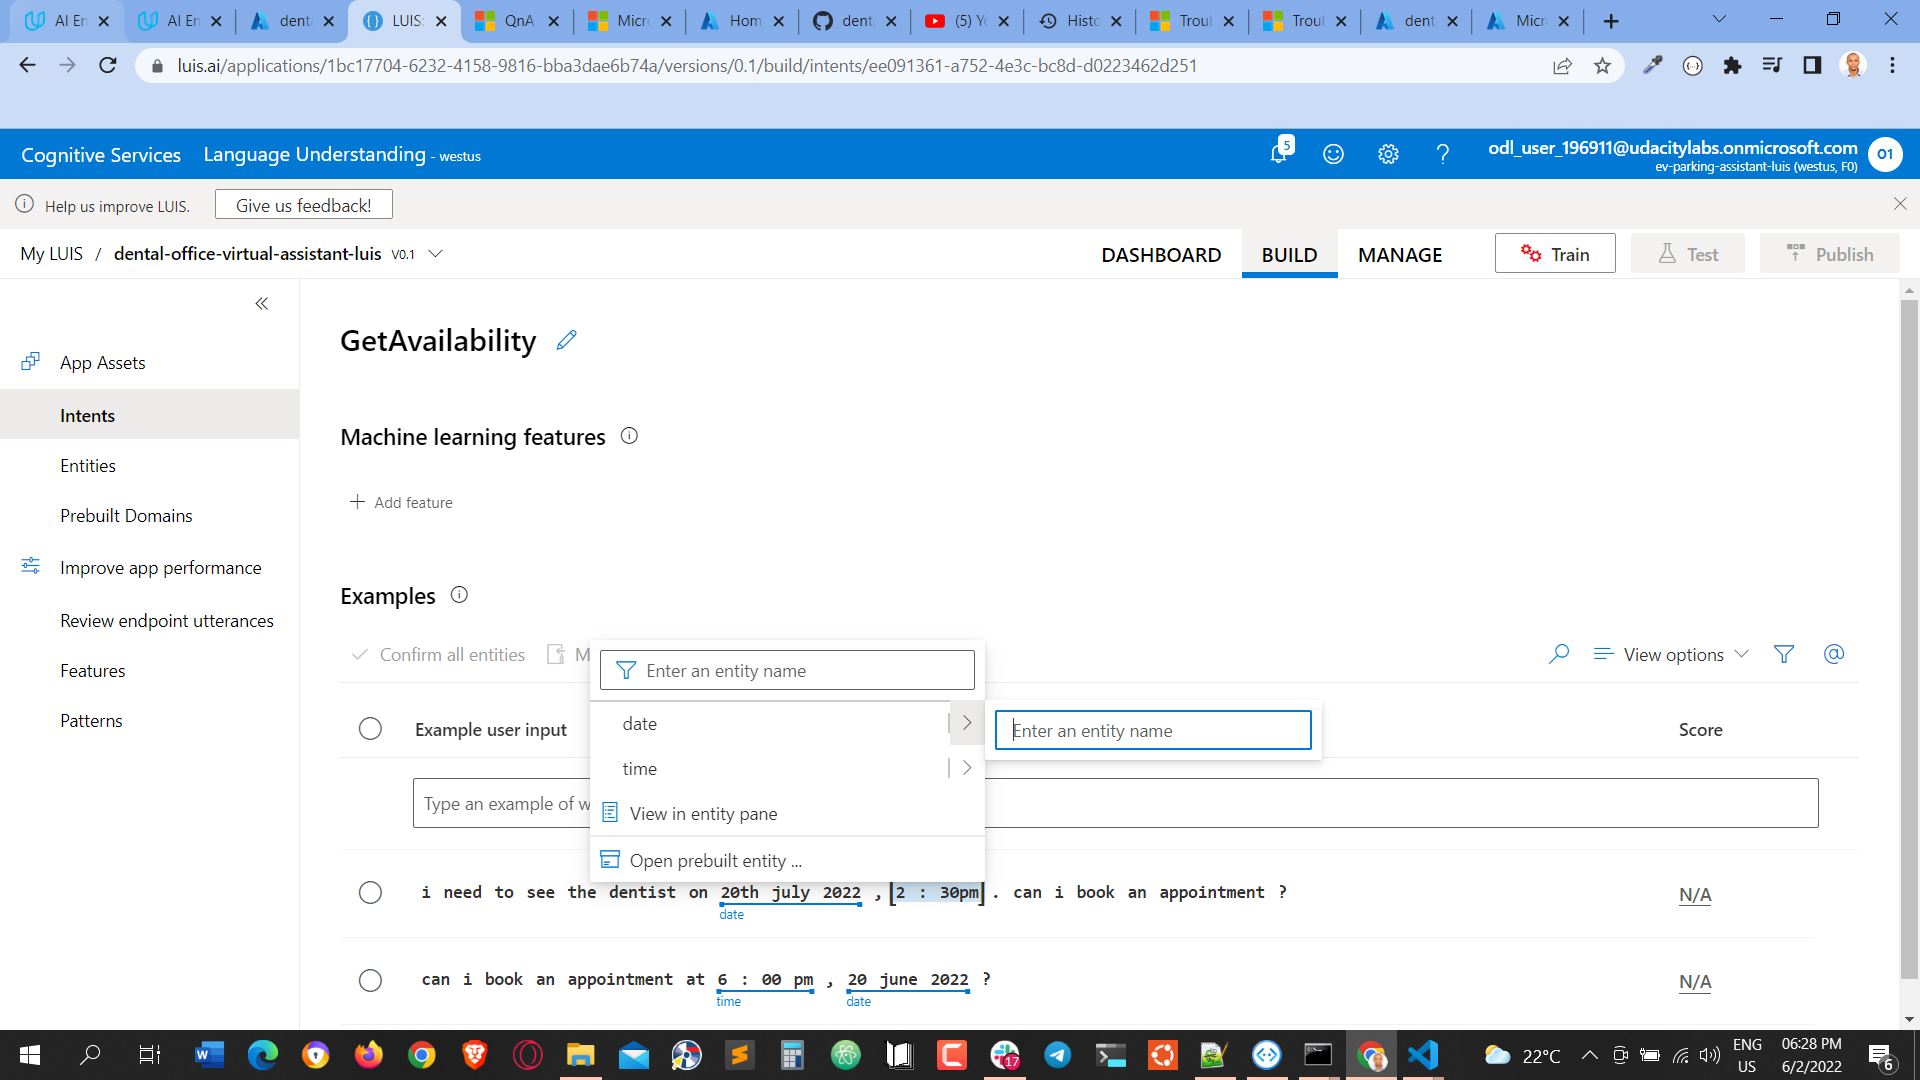 AI En
AI En
dent
LUIS:
QnA
Micro
Hom
dent
(5) Yo
Histo
Troul
Troul
dent
Micro
luis.ai/applications/1bc17704-6232-4158-9816-bba3dae6b74a/versions/0.1/build/intents/ee091361-a752-4e3c-bc8d-d0223462d251
Cognitive Services Language Understanding - westus
5
odl_user_196911@udacitylabs.onmicrosoft.com
ev-parking-assistant-luis (westus, F0)
O1
Help us improve LUIS. Give us feedback!
My LUIS / dental-office-virtual-assistant-luis V0.1
DASHBOARD BUILD MANAGE Train Test Publish
App Assets
Intents
Entities
Prebuilt Domains
Improve app performance
Review endpoint utterances
Features
Patterns
GetAvailability
Machine learning features
+ Add feature
Examples
Confirm all entities M
View options @
Enter an entity name
date
time
View in entity pane
Open prebuilt entity ...
Enter an entity name
Example user input Score
Type an example of w
i need to see the dentist on 20th july 2022 , [2 : 30pm] . can i book an appointment ? N/A
date
can i book an appointment at 6 : 00 pm , 20 june 2022 ? N/A
time date
17
22°C
ENG
US
06:28 PM
6/2/2022
6